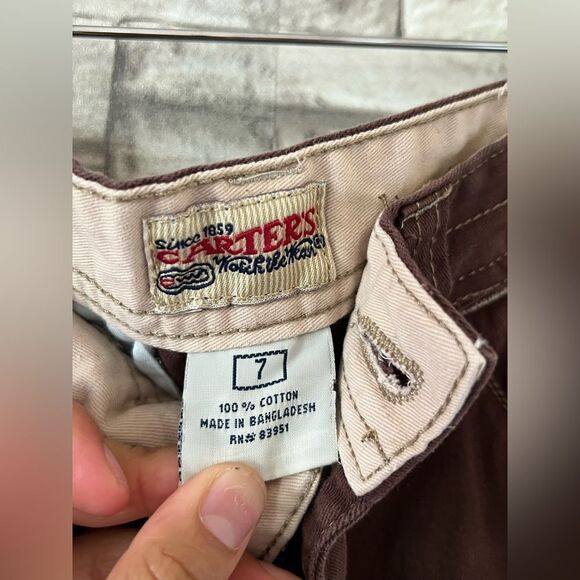 Since 1859
CARTER'S
Watch the Wear®
7
100% COTTON
MADE IN BANGLADESH
RN# 83951